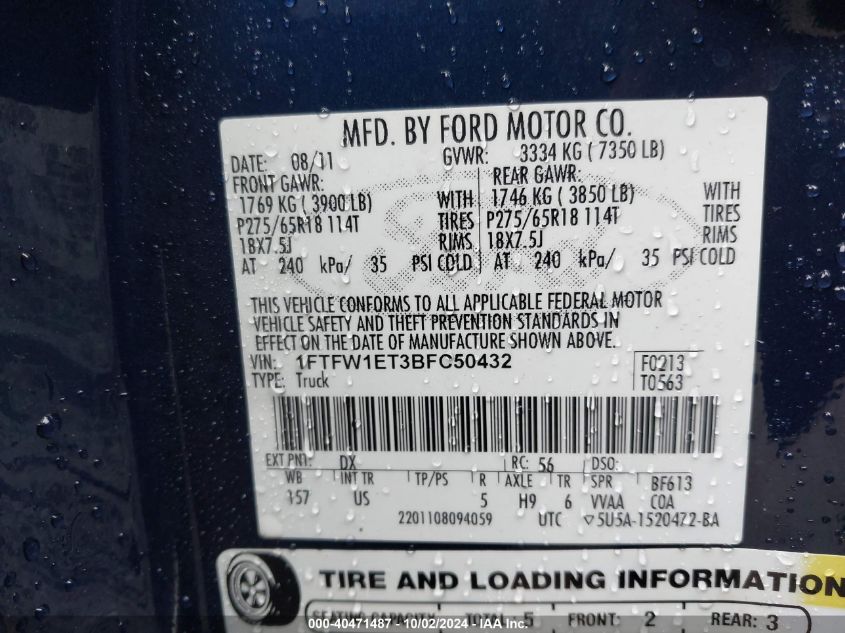 MFD. BY FORD MOTOR CO.
DATE: 08/11 GVWR: 3334 KG ( 7350 LB)
FRONT GAWR: REAR GAWR:
1769 KG ( 3900 LB) WITH 1746 KG ( 3850 LB) WITH
P275/65R18 114T TIRES P275/65R18 114T TIRES
18X7.5J RIMS 18X7.5J RIMS
AT 240 kPa/ 35 PSI COLD AT 240 kPa/ 35 PSI COLD
THIS VEHICLE CONFORMS TO ALL APPLICABLE FEDERAL MOTOR
VEHICLE SAFETY AND THEFT PREVENTION STANDARDS IN
EFFECT ON THE DATE OF MANUFACTURE SHOWN ABOVE.
VIN: 1FTFW1ET3BFC50432 F0213
TYPE: Truck T0563
EXT PNT: DX RC: 56 DSO:
WB INT TR TP/PS R AXLE TR SPR BF613
157 US 5 H9 6 VVAA COA
2201108094059 UTC ▽5U5A-1520472-BA
TIRE AND LOADING INFORMATION
SEATING CAPACITY TOTAL 5 FRONT: 2 REAR: 3
000-40471487 - 10/02/2024 - IAA Inc.